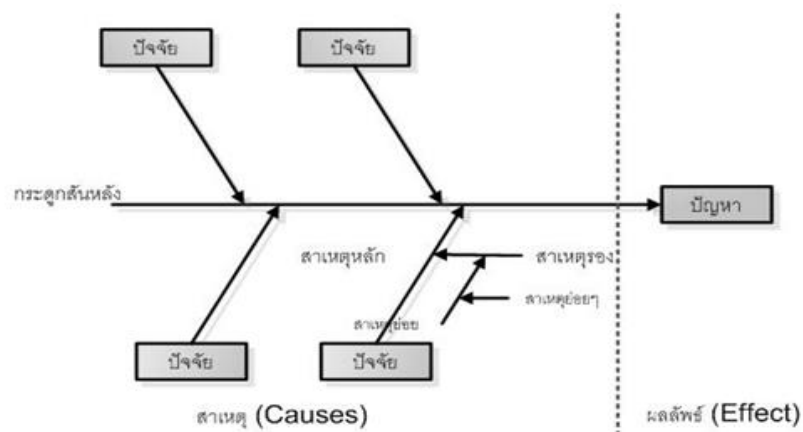 ปัจจัย
ปัจจัย
กระดูกสันหลัง
ปัญหา
สาเหตุหลัก
สาเหตุรอง
สาเหตุย่อยๆ
สาเหตุย่อย
ปัจจัย
ปัจจัย
สาเหตุ (Causes)
ผลลัพธ์ (Effect)